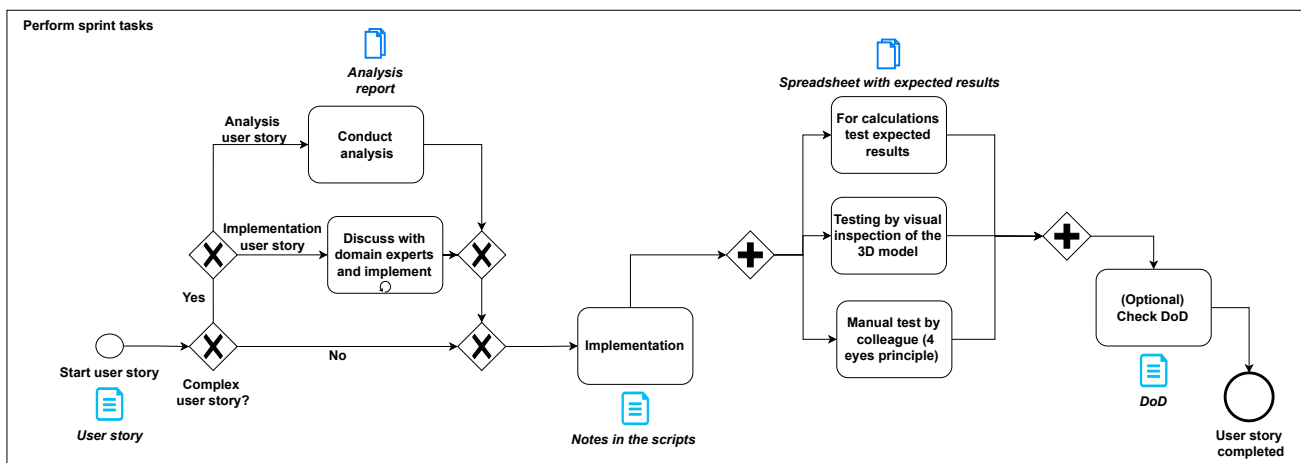 Perform sprint tasks
Analysis
report
Spreadsheet with expected results
Analysis
user story
Conduct
analysis
For calculations
test expected
results
Implementation
user story
Discuss with
domain experts
and implement
Testing by visual
inspection of the
3D model
Yes
(Optional)
Check DoD
Start user story
No
Complex
user story?
Implementation
Manual test by
colleague (4
eyes principle)
User story
Notes in the scripts
DoD
User story
completed